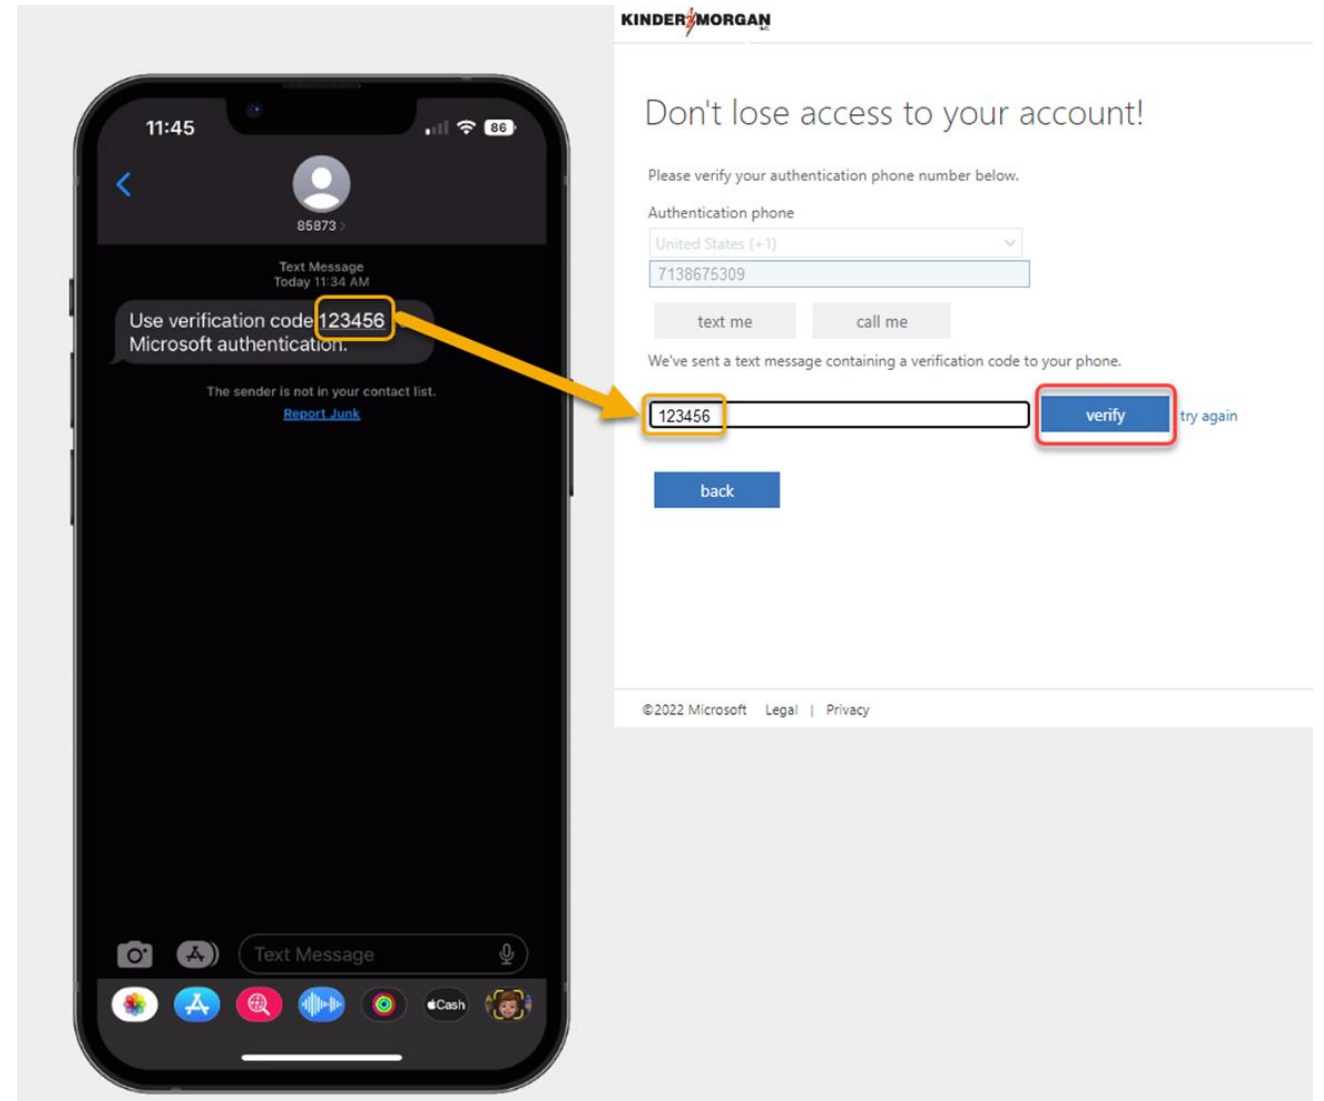 KINDER MORGAN
11:45
86
85873
Text Message
Today 11:34 AM
Use verification code 123456
Microsoft authentication.
The sender is not in your contact list.
Report Junk
Text Message
Cash
Don't lose access to your account!
Please verify your authentication phone number below.
Authentication phone
United States (+1)
7138675309
text me
call me
We've sent a text message containing a verification code to your phone.
123456
verify
try again
back
©2022 Microsoft Legal | Privacy